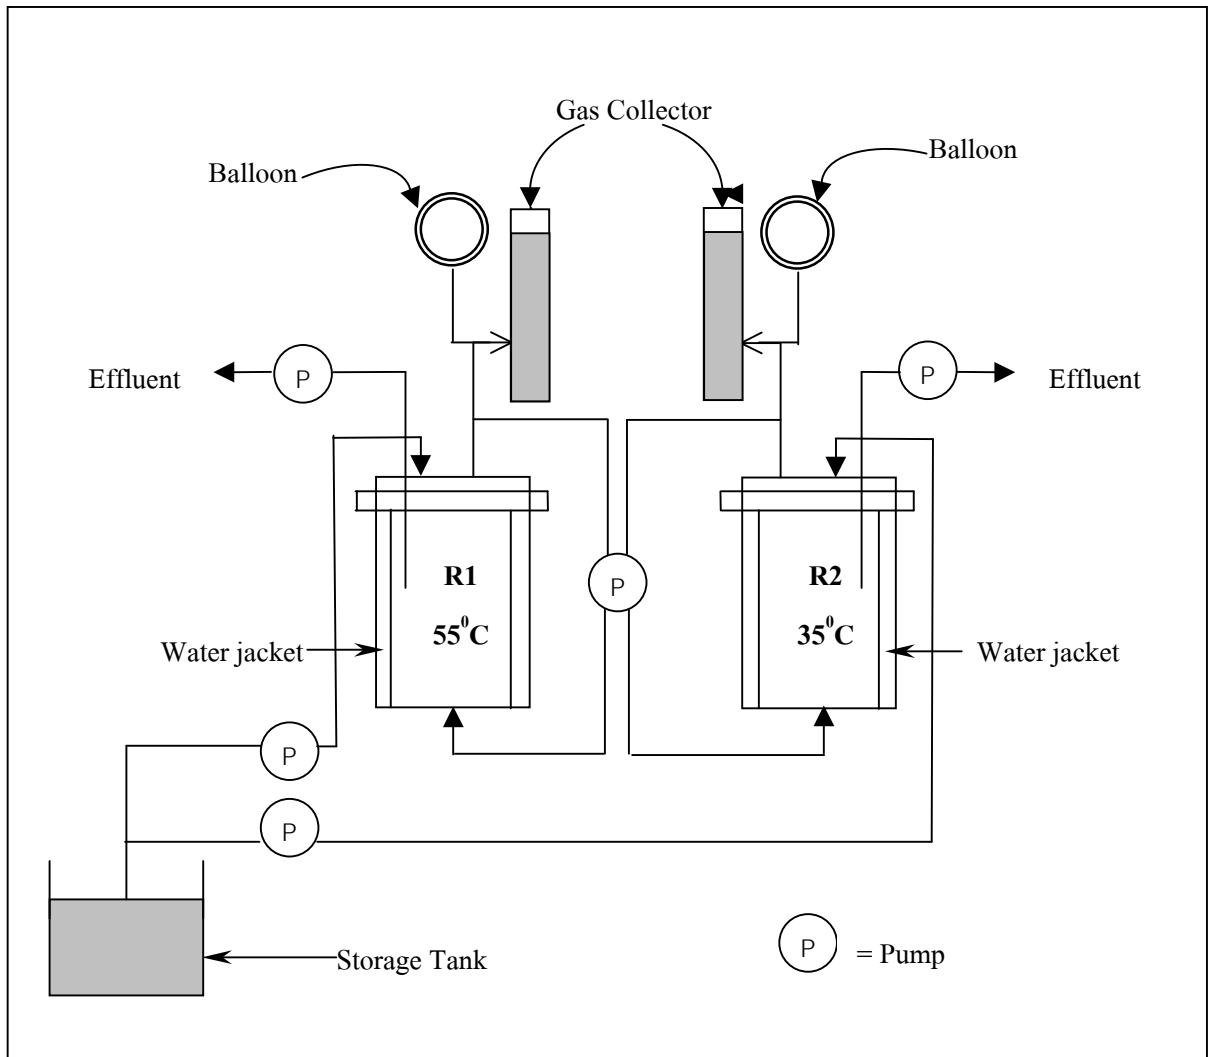 Gas Collector
Balloon
Balloon
P
Effluent
P
Effluent
R1
55⁰C
P
R2
35⁰C
Water jacket
Water jacket
P
P
P
= Pump
Storage Tank